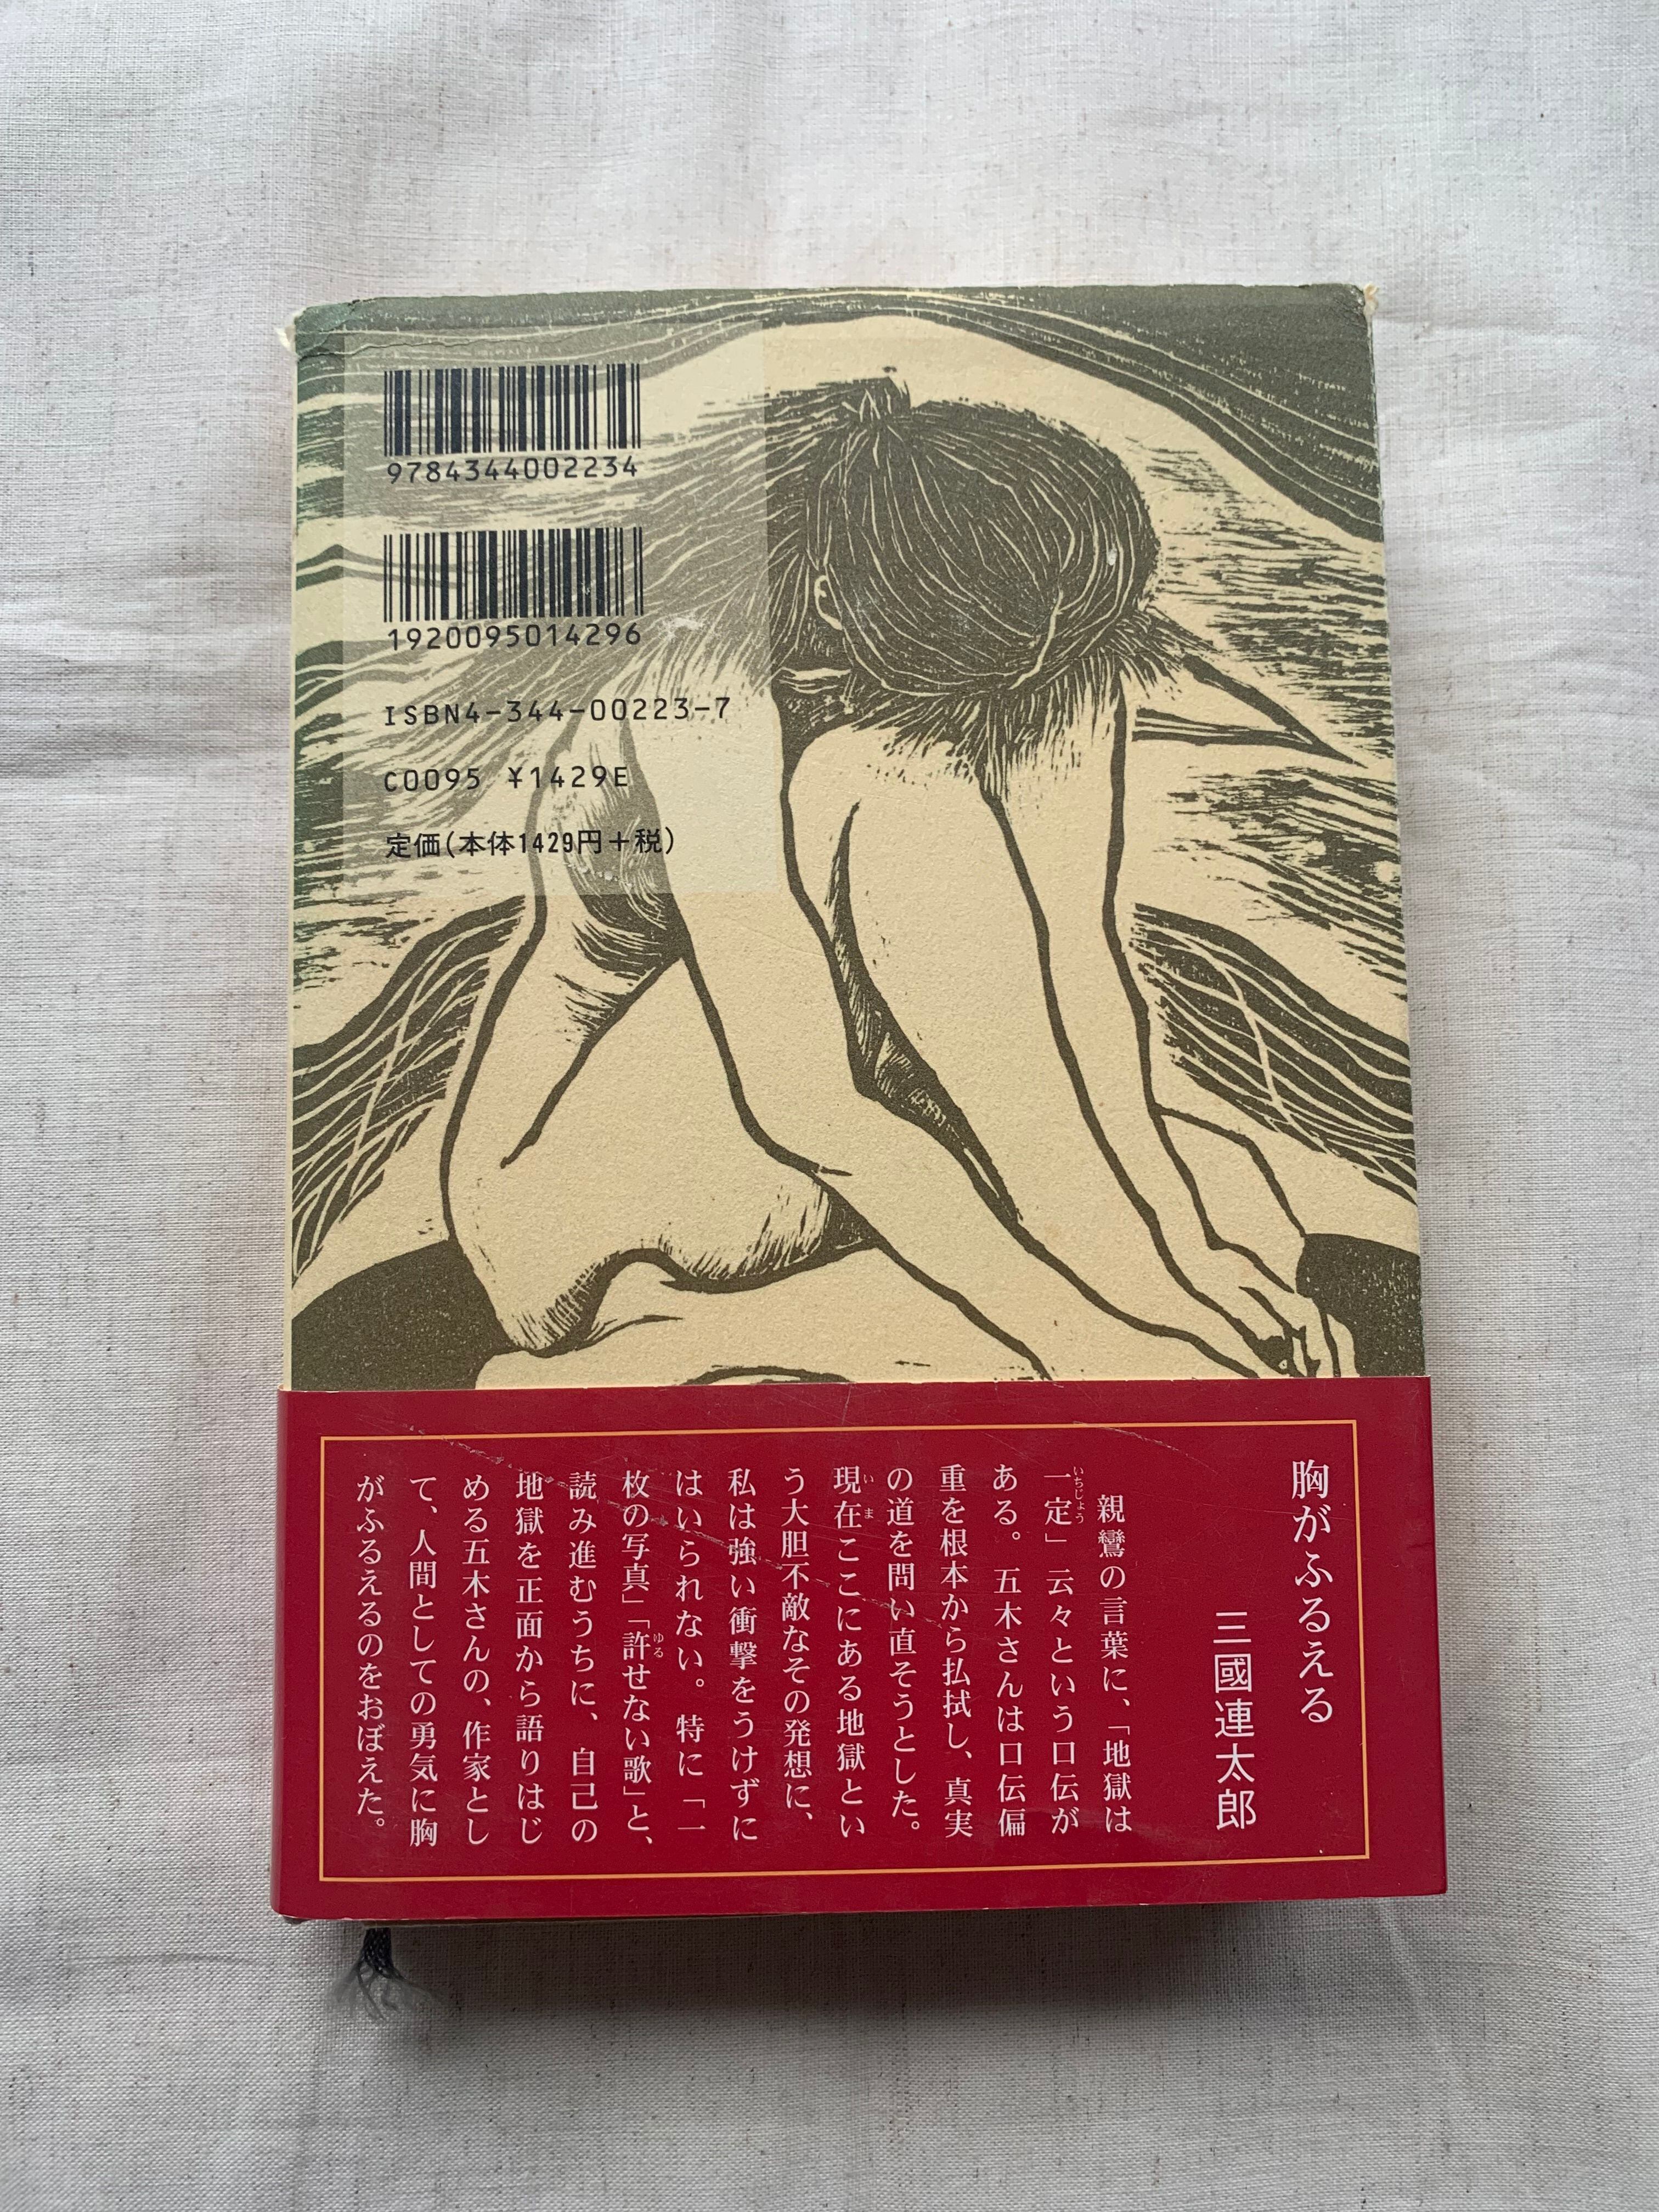 9784344002234
1920095014296
ISBN4-344-00223-7
C0095 ¥1429E
定価(本体1429円+税)
胸がふるえる
三國連太郎
親鸞の言葉に、「地獄は
一定」云々という口伝が
いちじょう
ある。五木さんは口伝偏
重を根本から払拭し、真実
の道を問い直そうとした。
現在ここにある地獄とい
いま
う大胆不敵なその発想に、
私は強い衝撃をうけずに
はいられない。特に「一
枚の写真」「許せない歌」と、
ゆる
読み進むうちに、自己の
地獄を正面から語りはじ
める五木さんの、作家とし
て、人間としての勇気に胸
がふるえるのをおぼえた。